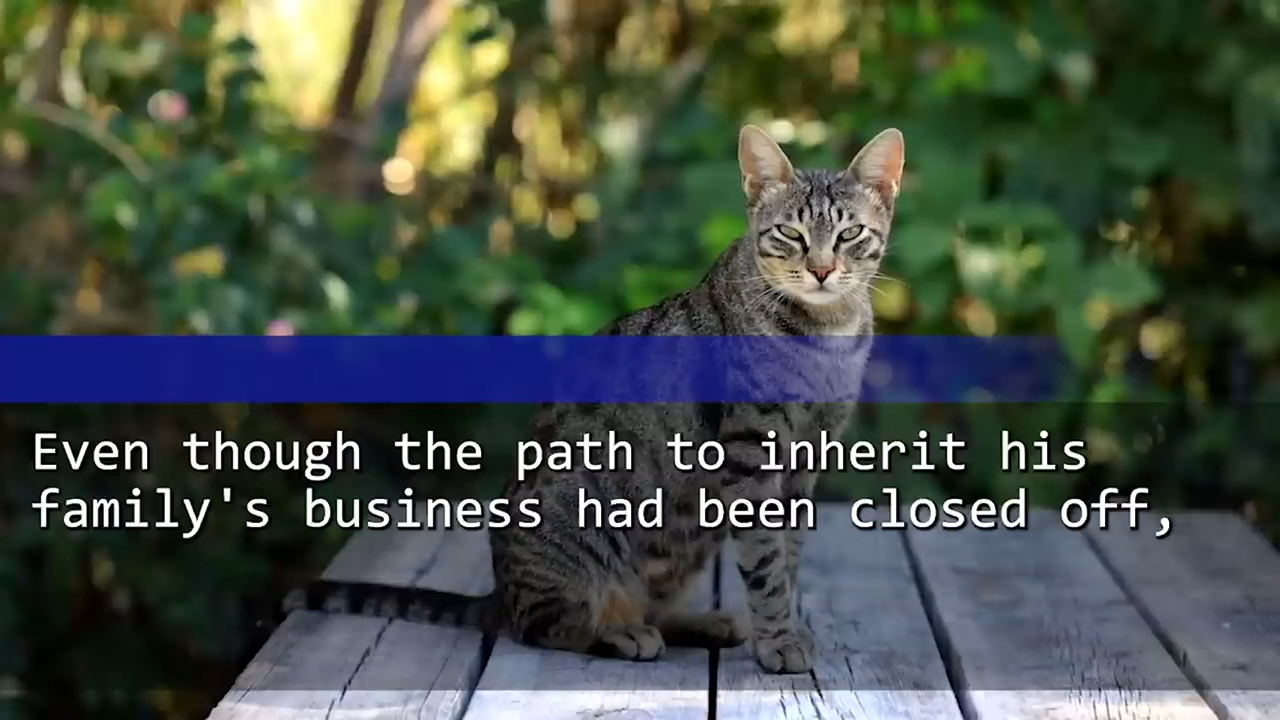 Even though the path to inherit his
family's business had been closed off,